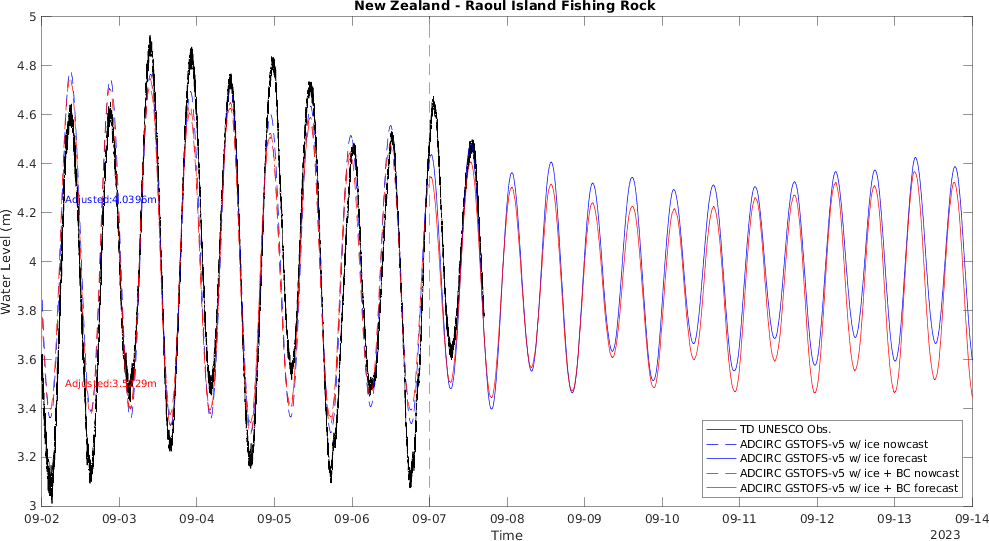 New Zealand - Raoul Island Fishing Rock
5
4.8
4.6
4.4
4.2
4
3.8
3.6
3.4
3.2
3
Water Level (m)
Adjusted:4.0396m
TD UNESCO Obs.
ADCIRC GSTOFS-v5 w/ ice nowcast
ADCIRC GSTOFS-v5 w/ ice forecast
ADCIRC GSTOFS-v5 w/ ice + BC nowcast
ADCIRC GSTOFS-v5 w/ ice + BC forecast
09-02
09-03
09-04
09-05
09-06
09-07
09-08
09-09
09-10
09-11
09-12
09-13
09-14
Time
2023